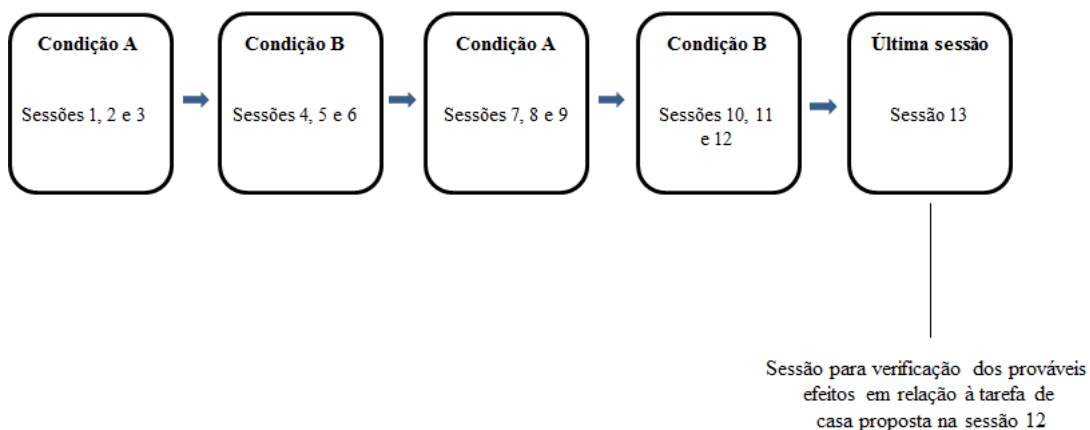 Condição A
Sessões 1, 2 e 3
Condição B
Sessões 4, 5 e 6
Condição A
Sessões 7, 8 e 9
Condição B
Sessões 10, 11
e 12
Última sessão
Sessão 13
Sessão para verificação dos prováveis
efeitos em relação à tarefa de
casa proposta na sessão 12